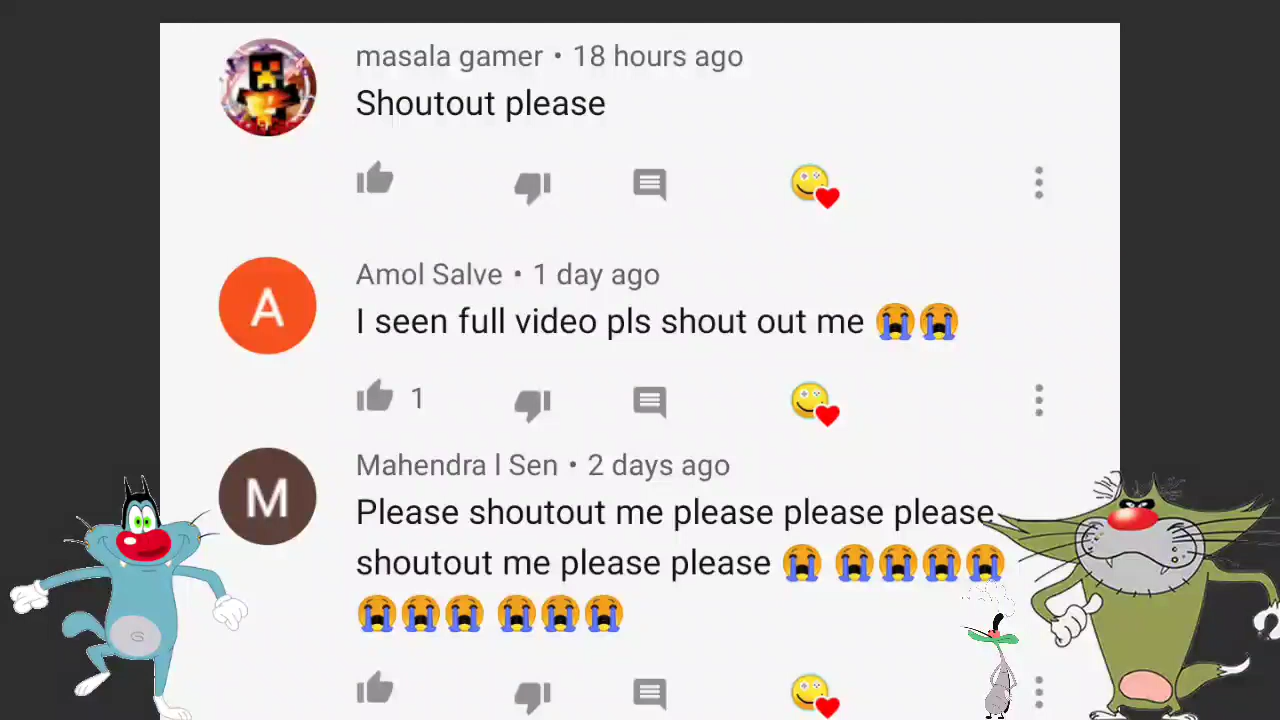 masala gamer • 18 hours ago
Shoutout please
A
Amol Salve • 1 day ago
I seen full video pls shout out me 😭😭
1
M
Mahendra l Sen • 2 days ago
Please shoutout me please please please
shoutout me please please 😭 😭😭😭😭
😭😭😭 😭😭😭